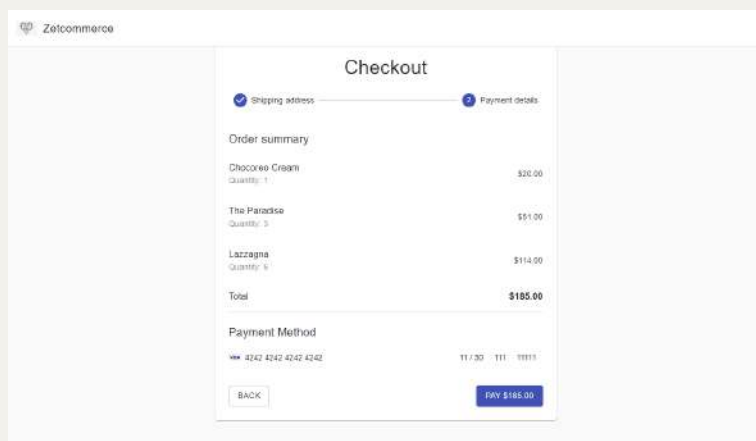 Zetcommerce
Checkout
Shipping address
2 Payment details
Order summary
Chocoreo Cream $20.00
Quantity: 1
The Paradise $51.00
Quantity: 3
Lazzagna $114.00
Quantity: 6
Total $185.00
Payment Method
VISA 4242 4242 4242 4242 11 / 30 111 11111
BACK PAY $185.00